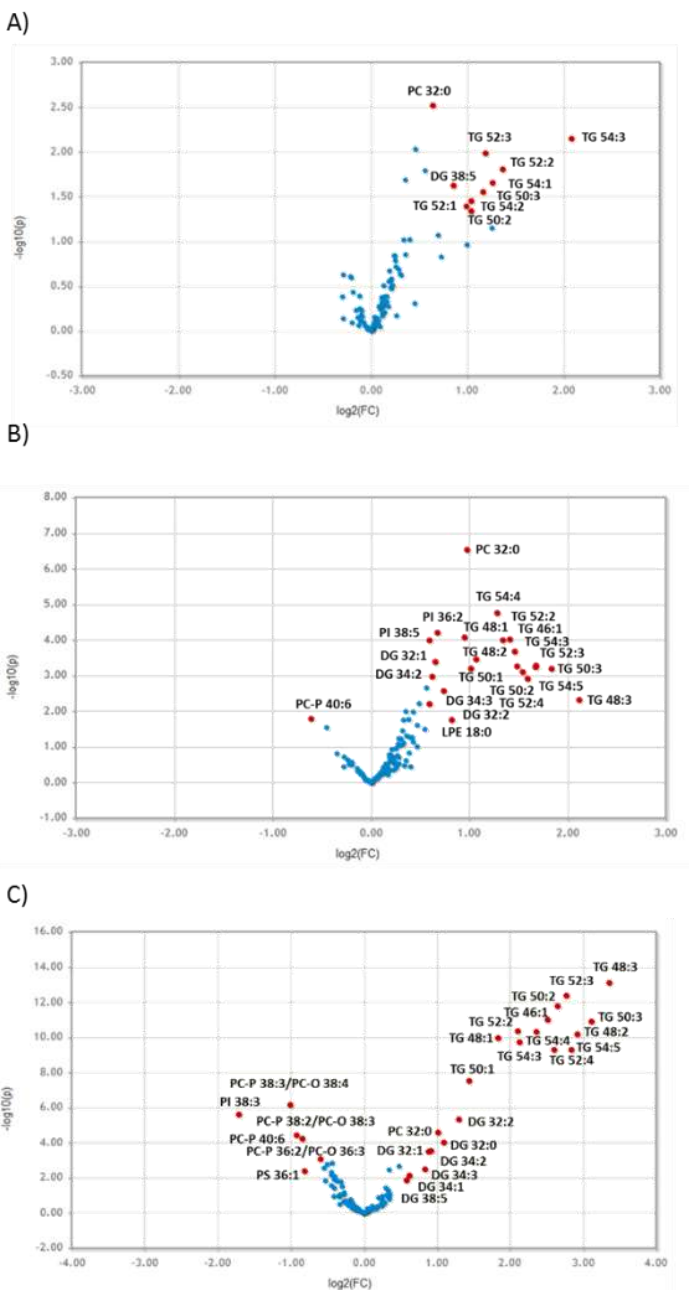 A)
3.00
2.50
2.00
1.50
1.00
0.50
0.00
-0.50
-log10(p)
PC 32:0
TG 52:3
TG 54:3
TG 52:2
DG 38:5
TG 54:1
TG 50:3
TG 52:1
TG 54:2
TG 50:2
-3.00 -2.00 -1.00 0.00 1.00 2.00 3.00
log2(FC)
B)
8.00
7.00
6.00
5.00
4.00
3.00
2.00
1.00
0.00
-1.00
-log10(p)
PC 32:0
TG 54:4
PI 36:2
TG 52:2
TG 48:1
TG 46:1
PI 38:5
TG 54:3
DG 32:1
TG 48:2
TG 52:3
DG 34:2
TG 50:1
TG 50:3
TG 50:2
TG 54:5
PC-P 40:6
DG 34:3
TG 52:4
TG 48:3
DG 32:2
LPE 18:0
-3.00 -2.00 -1.00 0.00 1.00 2.00 3.00
log2(FC)
C)
16.00
14.00
12.00
10.00
8.00
6.00
4.00
2.00
0.00
-2.00
-log10(p)
TG 48:3
TG 52:3
TG 50:2
TG 46:1
TG 50:3
TG 52:2
TG 48:2
TG 48:1
TG 54:4
TG 54:5
TG 54:3
TG 52:4
TG 50:1
PC-P 38:3/PC-O 38:4
PI 38:3
PC-P 38:2/PC-O 38:3
PC 32:0
DG 32:2
PC-P 40:6
DG 32:0
PC-P 36:2/PC-O 36:3
DG 32:1
DG 34:2
PS 36:1
DG 34:3
DG 34:1
DG 38:5
-4.00 -3.00 -2.00 -1.00 0.00 1.00 2.00 3.00 4.00
log2(FC)